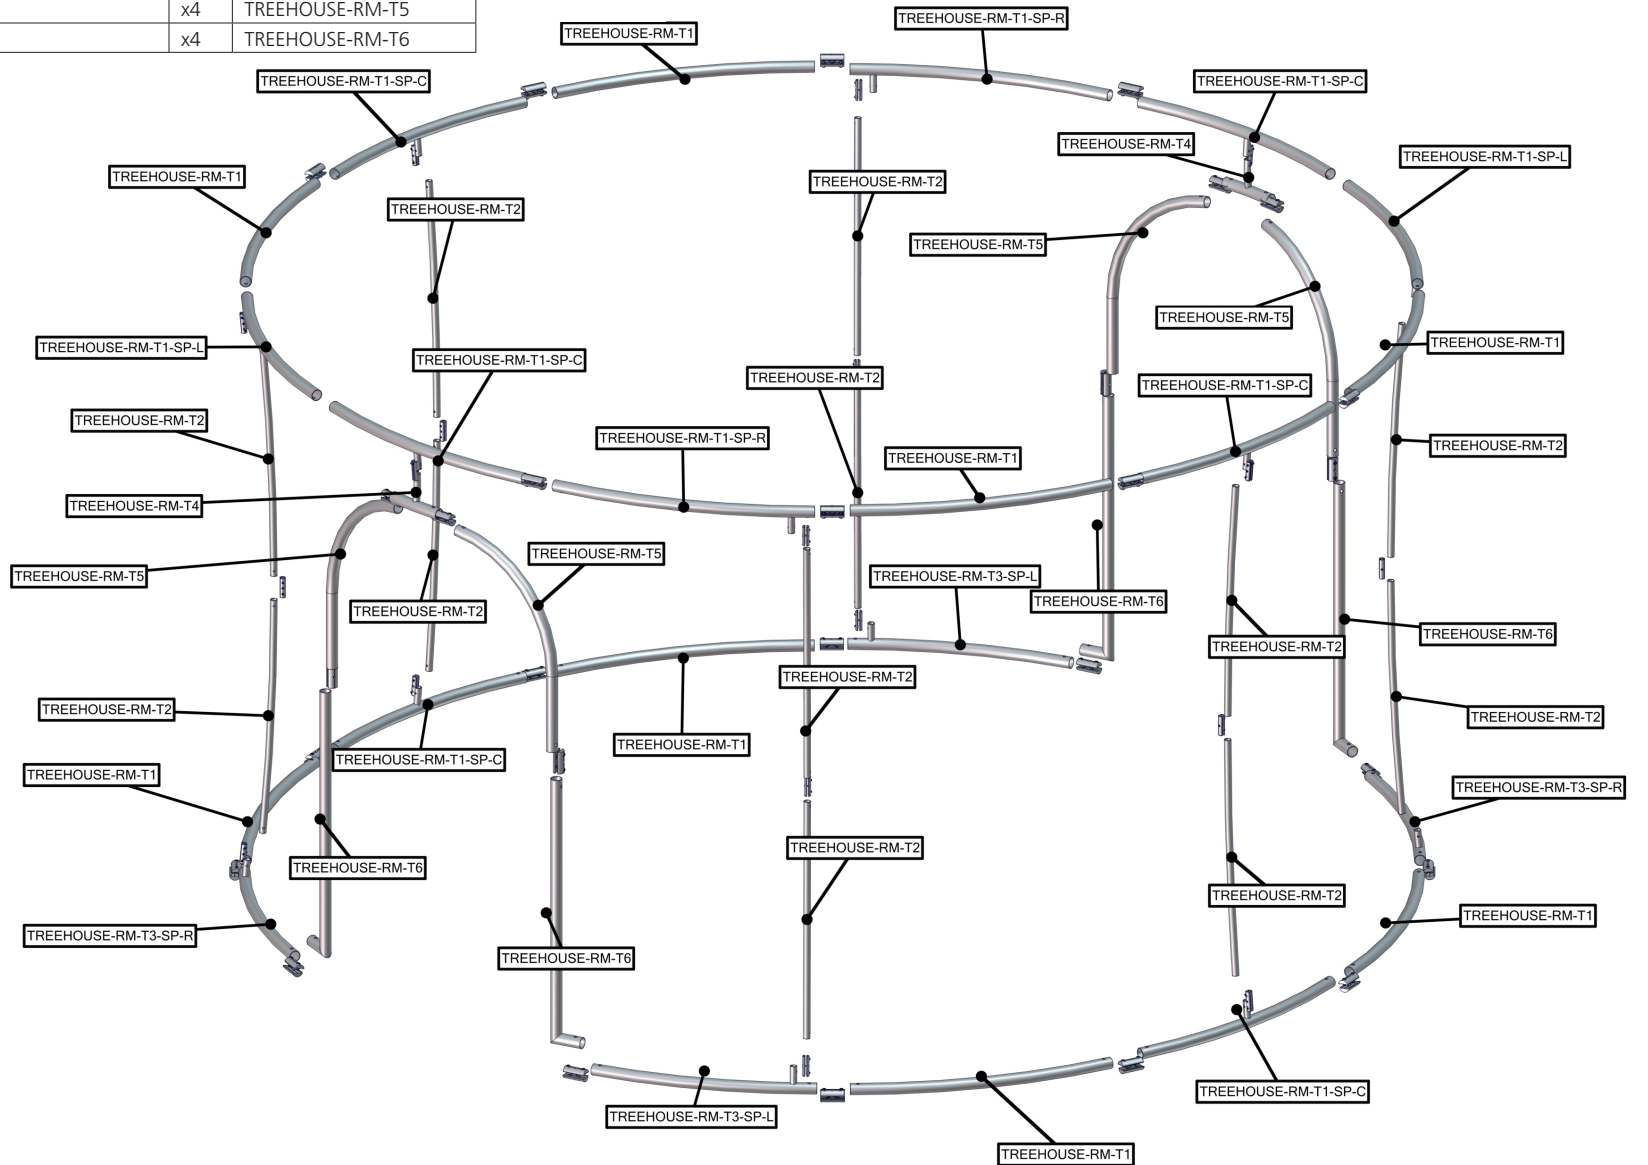 x4 TREEHOUSE-RM-T5
x4 TREEHOUSE-RM-T6
TREEHOUSE-RM-T1-SP-R
TREEHOUSE-RM-T1
TREEHOUSE-RM-T1-SP-C
TREEHOUSE-RM-T1-SP-C
TREEHOUSE-RM-T4
TREEHOUSE-RM-T1-SP-L
TREEHOUSE-RM-T1
TREEHOUSE-RM-T2
TREEHOUSE-RM-T2
TREEHOUSE-RM-T5
TREEHOUSE-RM-T5
TREEHOUSE-RM-T1-SP-L
TREEHOUSE-RM-T1
TREEHOUSE-RM-T1-SP-C
TREEHOUSE-RM-T2
TREEHOUSE-RM-T1-SP-C
TREEHOUSE-RM-T2
TREEHOUSE-RM-T1-SP-R
TREEHOUSE-RM-T2
TREEHOUSE-RM-T1
TREEHOUSE-RM-T4
TREEHOUSE-RM-T5
TREEHOUSE-RM-T5
TREEHOUSE-RM-T3-SP-L
TREEHOUSE-RM-T6
TREEHOUSE-RM-T2
TREEHOUSE-RM-T6
TREEHOUSE-RM-T2
TREEHOUSE-RM-T2
TREEHOUSE-RM-T2
TREEHOUSE-RM-T2
TREEHOUSE-RM-T1
TREEHOUSE-RM-T1-SP-C
TREEHOUSE-RM-T1
TREEHOUSE-RM-T3-SP-R
TREEHOUSE-RM-T2
TREEHOUSE-RM-T6
TREEHOUSE-RM-T2
TREEHOUSE-RM-T1
TREEHOUSE-RM-T3-SP-R
TREEHOUSE-RM-T6
TREEHOUSE-RM-T1-SP-C
TREEHOUSE-RM-T3-SP-L
TREEHOUSE-RM-T1